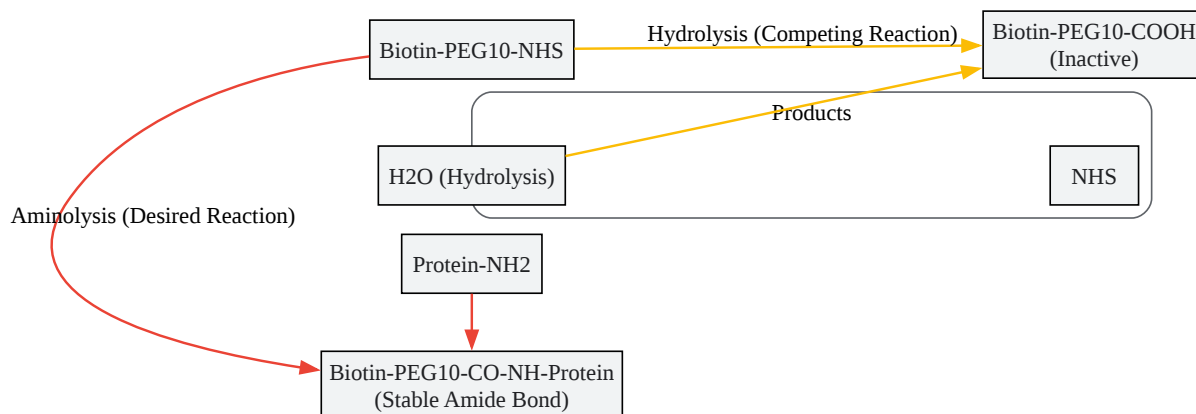 Biotin-PEG10-NHS
Hydrolysis (Competing Reaction)
Biotin-PEG10-COOH
(Inactive)
Products
H2O (Hydrolysis)
NHS
Aminolysis (Desired Reaction)
Protein-NH2
Biotin-PEG10-CO-NH-Protein
(Stable Amide Bond)